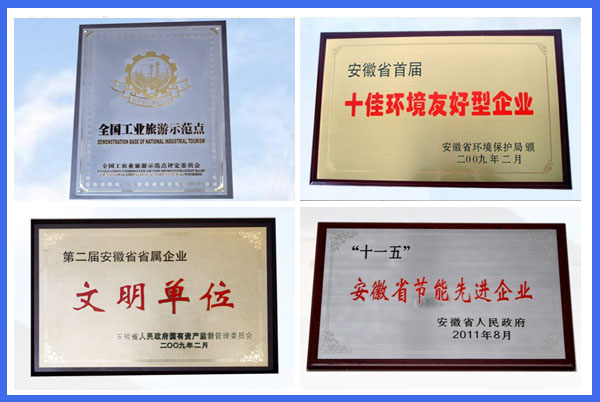 全国工业旅游示范点
DEMONSTRATION BASE OF NATIONAL INDUSTRIAL TOURISM
全国工农业旅游示范点评定委员会
安徽省首届
十佳环境友好型企业
安徽省环境保护局颁
二00九年二月
第二届安徽省省属企业
文明单位
安徽省人民政府国有资产监督管理委员会
二00九年二月
“十一五”
安徽省节能先进企业
安徽省人民政府
2011年8月